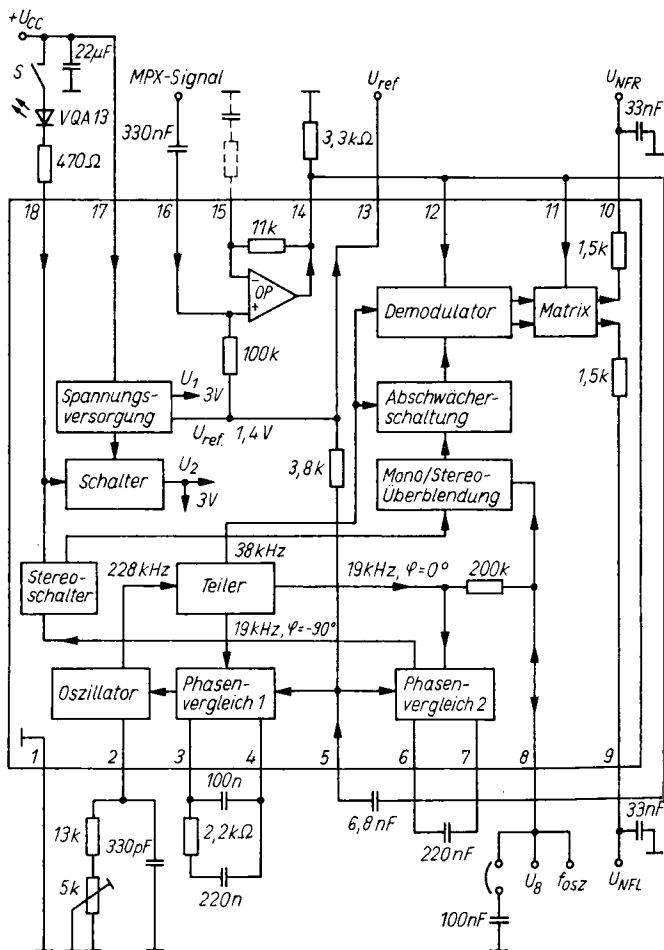 +U_CC
22μF
S
MPX-Signal
U_ref
U_NFR
33nF
VQA13
330nF
3,3kΩ
470Ω
18
17
16
15
14
13
12
11
10
11k
1,5k
-
OP
+
Demodulator
Matrix
100k
1,5k
Spannungs-
versorgung
U_1
3V
Abschwächer-
schaltung
U_ref.
1,4V
Schalter
U_2
3V
3,8k
Mono/Stereo-
Überblendung
38kHz
Stereo-
schalter
228kHz
Teiler
19kHz, φ=0°
200k
19kHz, φ=-90°
Oszillator
Phasen-
vergleich 1
Phasen-
vergleich 2
1
2
3
4
5
6
7
8
9
100n
13k
330pF
2,2kΩ
6,8nF
33nF
220nF
5k
220n
U_8
f_OSZ
U_NFL
100nF